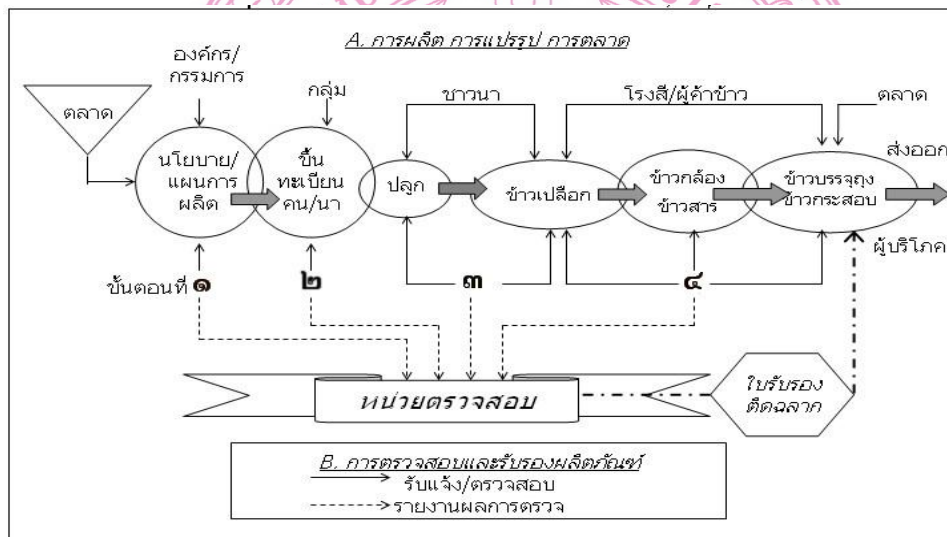 A. การผลิต การแปรรูป การตลาด
องค์กร/
กรรมการ
ตลาด
กลุ่ม
ชาวนา
โรงสี/ผู้ค้าข้าว
ตลาด
นโยบาย/
แผนการ
ผลิต
ขึ้น
ทะเบียน
คน/นา
ปลูก
ข้าวเปลือก
ข้าวกล้อง
ข้าวสาร
ข้าวบรรจุถุง
ข้าวกระสอบ
ส่งออก
ผู้บริโภค
ขั้นตอนที่ ๑
๒
๓
๔
หน่วยตรวจสอบ
ใบรับรอง
ติดฉลาก
B. การตรวจสอบและรับรองผลิตภัณฑ์
รับแจ้ง/ตรวจสอบ
รายงานผลการตรวจ